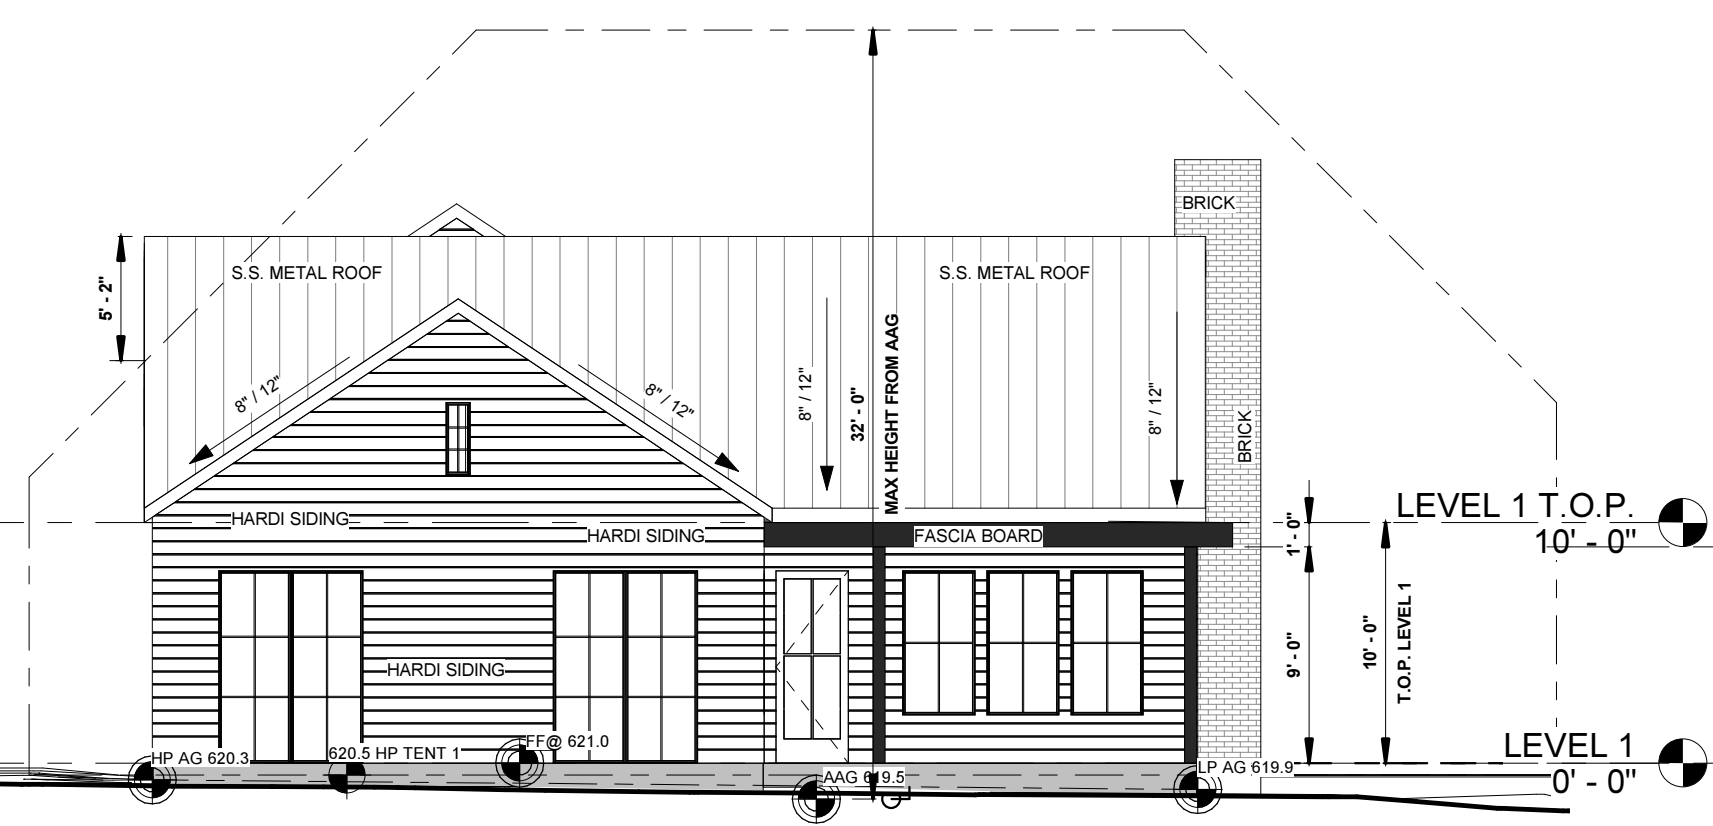 BRICK
S.S. METAL ROOF
S.S. METAL ROOF
5' - 2"
8" / 12"
8" / 12"
8" / 12"
32' - 0"
MAX HEIGHT FROM AAG
8" / 12"
BRICK
LEVEL 1 T.O.P.
10' - 0"
HARDI SIDING
HARDI SIDING
FASCIA BOARD
1' - 0"
9' - 0"
10' - 0"
T.O.P. LEVEL 1
HARDI SIDING
FF@ 621.0
HP AG 620.3
620.5 HP TENT 1
AAG 619.5
CL
LP AG 619.9
LEVEL 1
0' - 0"